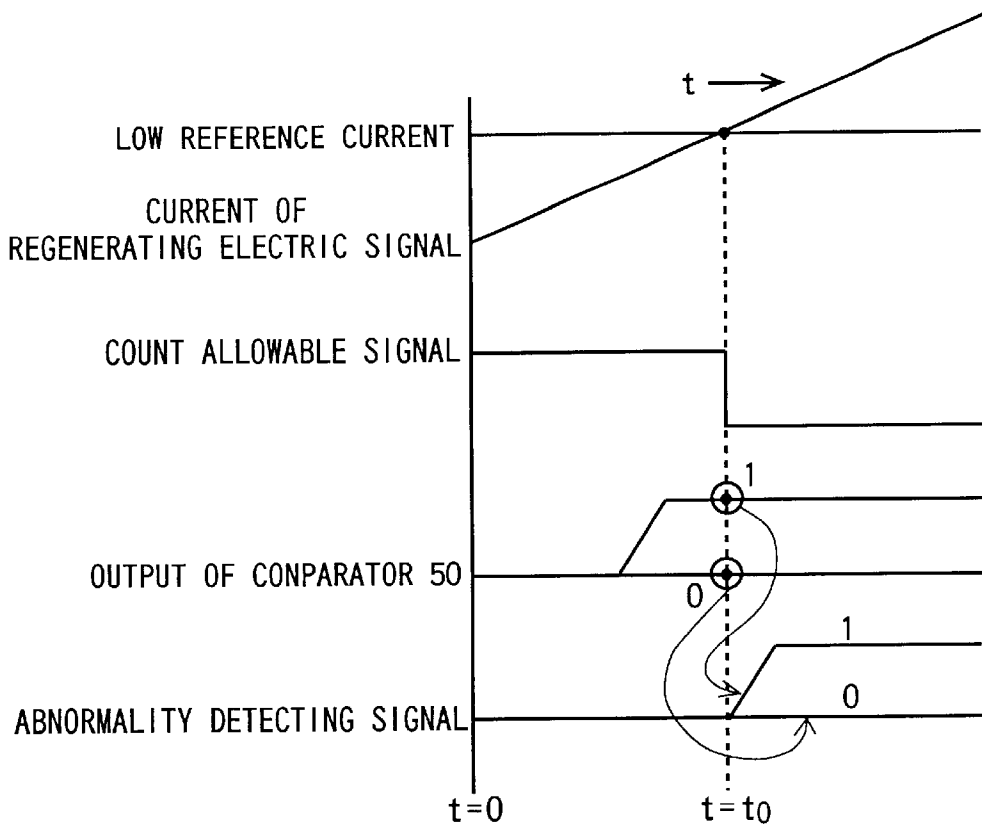 t
LOW REFERENCE CURRENT
CURRENT OF
REGENERATING ELECTRIC SIGNAL
COUNT ALLOWABLE SIGNAL
1
OUTPUT OF CONPARATOR 50
0
1
0
ABNORMALITY DETECTING SIGNAL
t=0
t=t0